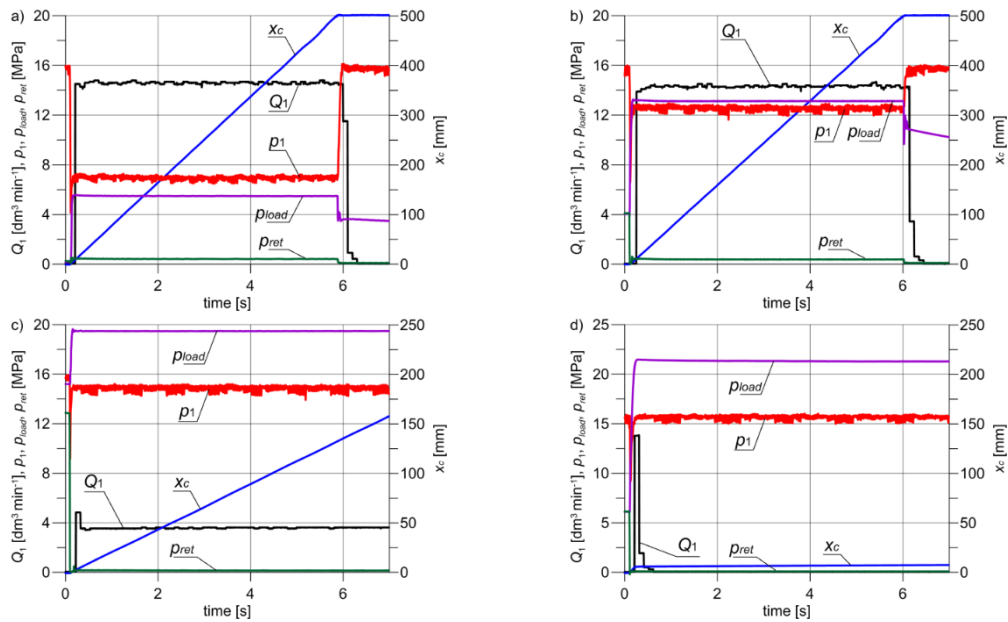 a)
Q₁ [dm³ min⁻¹], p₁, pload, pret [MPa]
20
16
12
8
4
0
xc
Q₁
p₁
pload
pret
500
400
300
200
100
0
xc [mm]
0 2 4 6
time [s]
b)
Q₁ [dm³ min⁻¹], p₁, pload, pret [MPa]
20
16
12
8
4
0
Q₁
xc
p₁
pload
pret
500
400
300
200
100
0
xc [mm]
0 2 4 6
time [s]
c)
Q₁ [dm³ min⁻¹], p₁, pload, pret [MPa]
20
16
12
8
4
0
pload
p₁
Q₁
xc
pret
250
200
150
100
50
0
xc [mm]
0 2 4 6
time [s]
d)
Q₁ [dm³ min⁻¹], p₁, pload, pret [MPa]
25
20
15
10
5
0
pload
p₁
Q₁
pret
xc
250
200
150
100
50
0
xc [mm]
0 2 4 6
time [s]